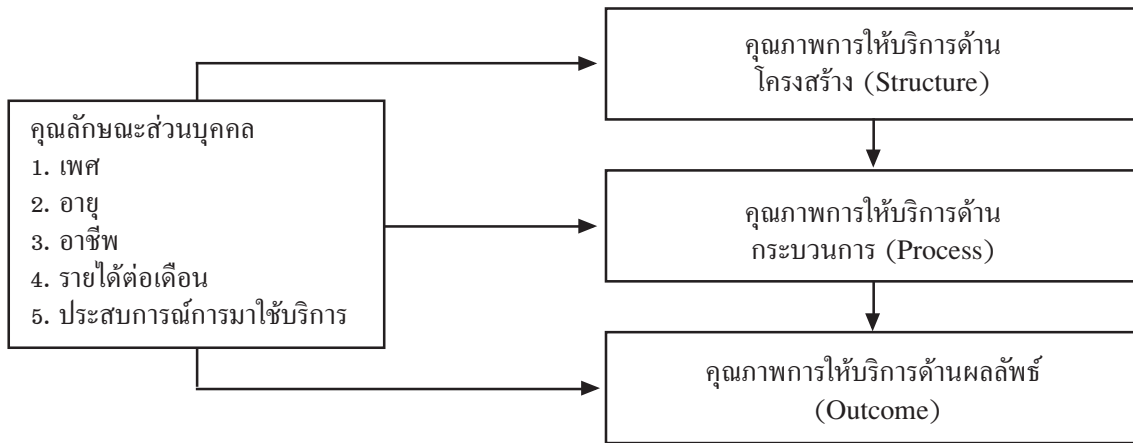 คุณลักษณะส่วนบุคคล
1. เพศ
2. อายุ
3. อาชีพ
4. รายได้ต่อเดือน
5. ประสบการณ์การมาใช้บริการ
คุณภาพการให้บริการด้าน
โครงสร้าง (Structure)
คุณภาพการให้บริการด้าน
กระบวนการ (Process)
คุณภาพการให้บริการด้านผลลัพธ์
(Outcome)